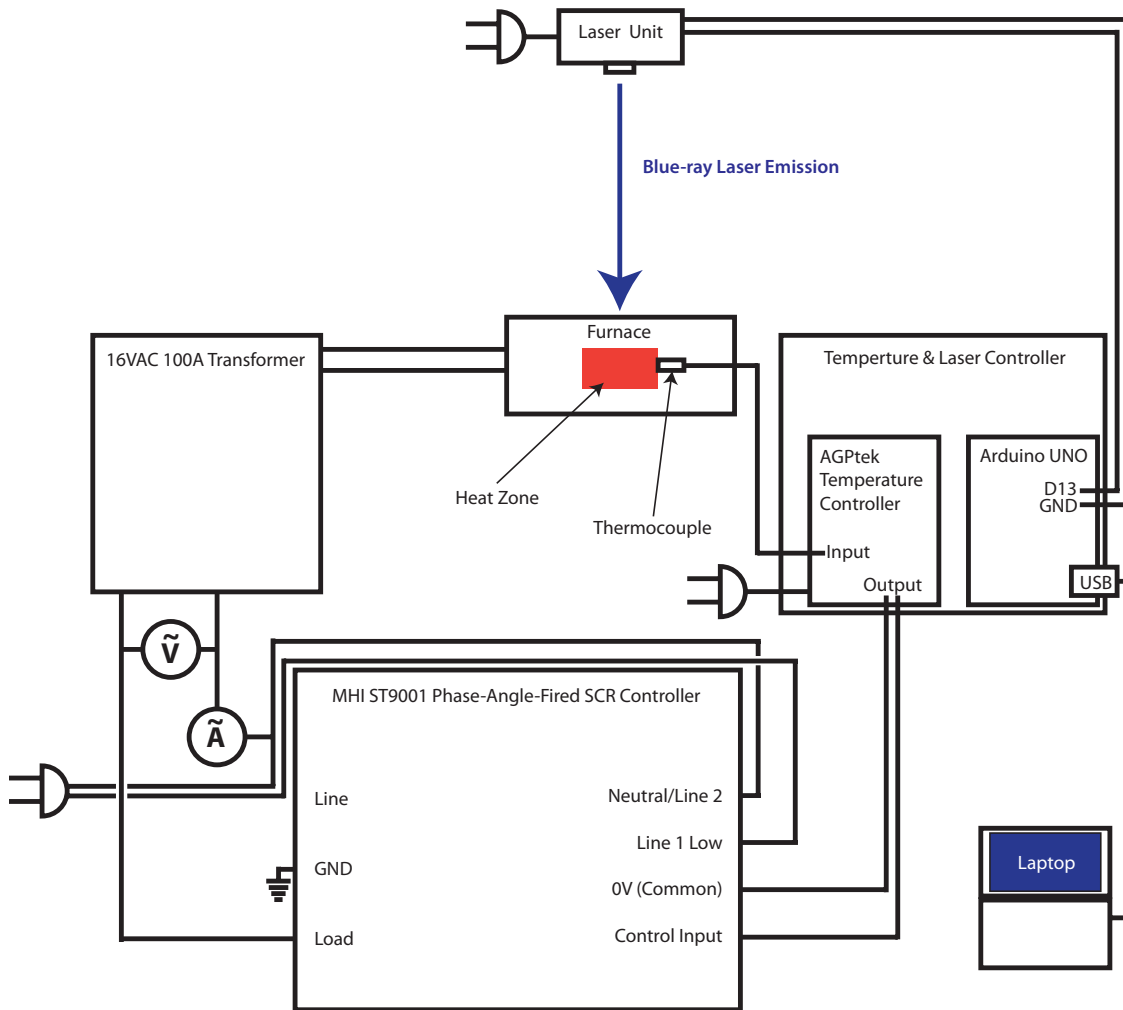 Laser Unit
Blue-ray Laser Emission
Furnace
16VAC 100A Transformer
Temperture & Laser Controller
AGPtek
Temperature
Controller
Arduino UNO
D13
GND
Heat Zone
Thermocouple
Input
Output
USB
Ṽ
Ã
MHI ST9001 Phase-Angle-Fired SCR Controller
Line
Neutral/Line 2
Line 1 Low
GND
0V (Common)
Load
Control Input
Laptop